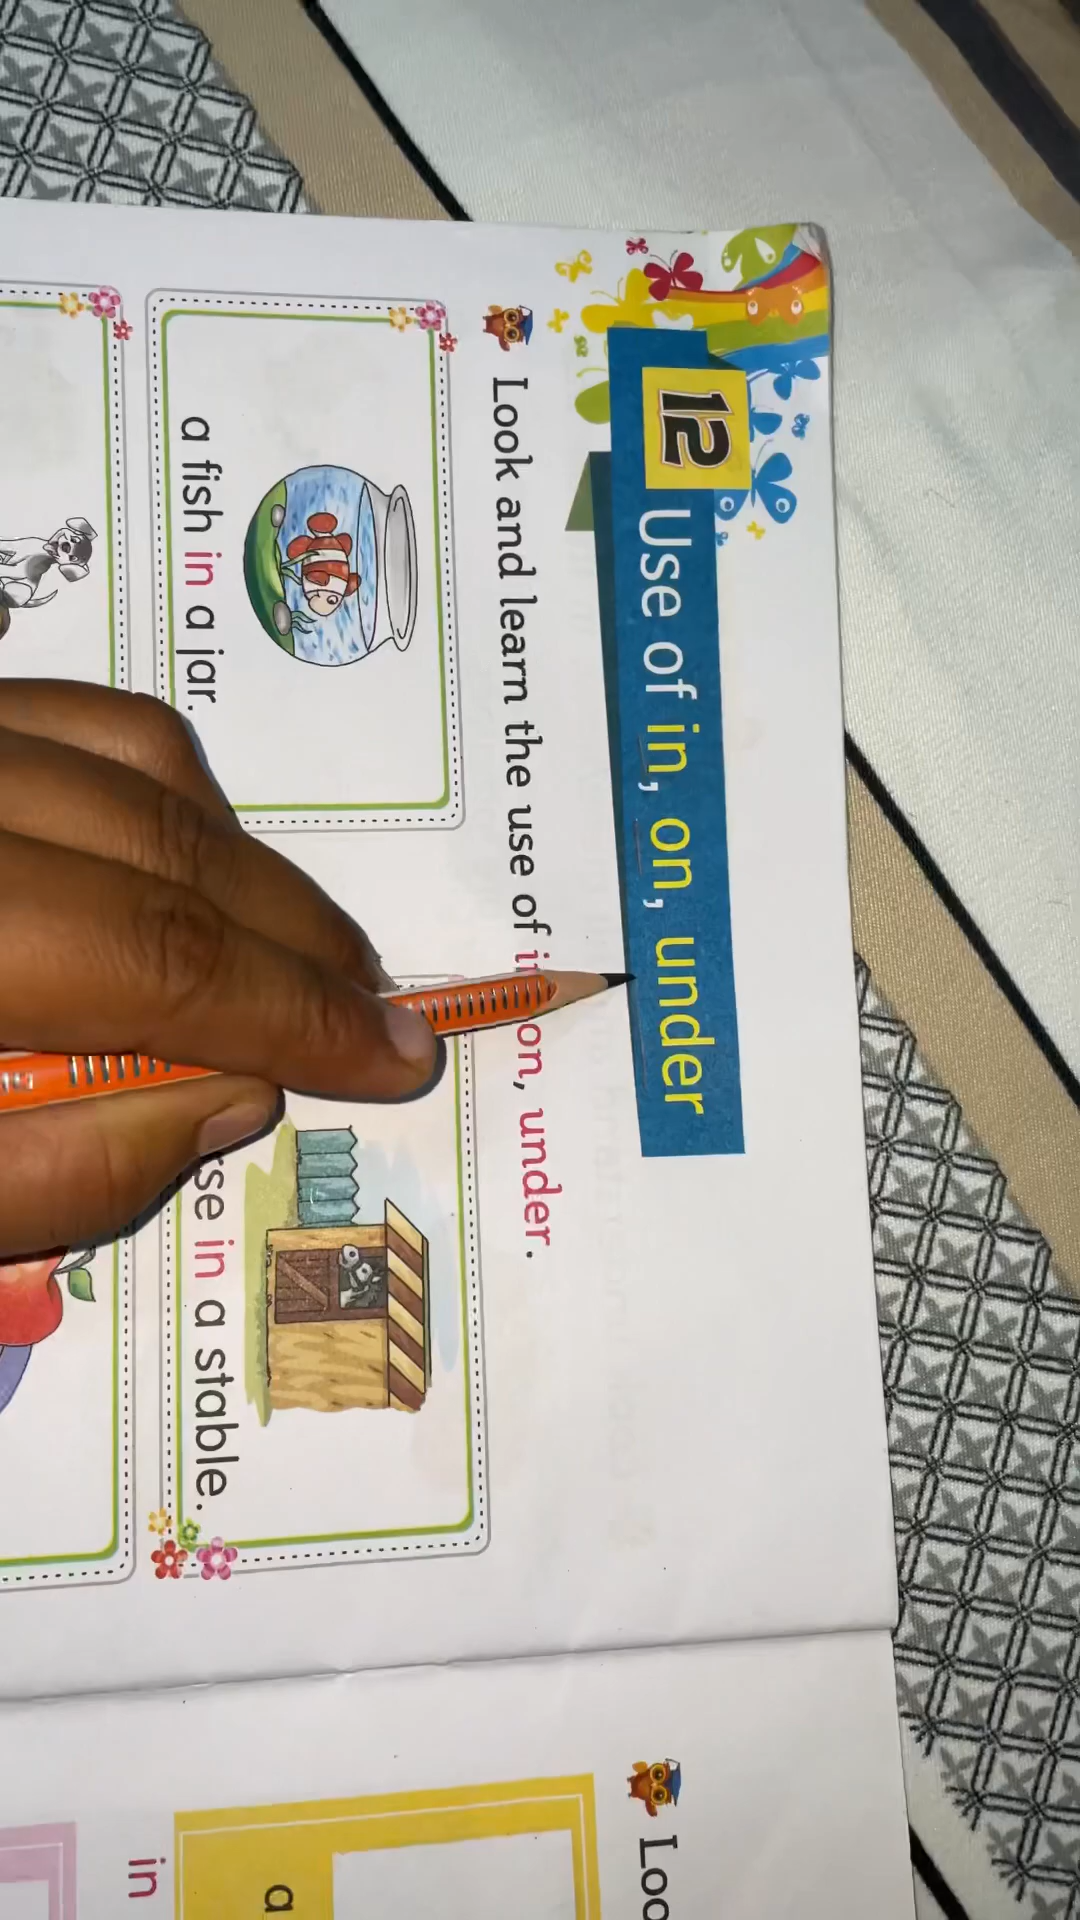 12 Use of in, on, under
Look and learn the use of in, on, under.
a fish in a jar.
in a stable.
Loo
a
in